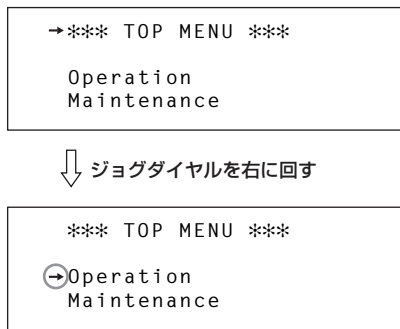 →*** TOP MENU ***
Operation
Maintenance
ジョグダイヤルを右に回す
*** TOP MENU ***
→Operation
Maintenance